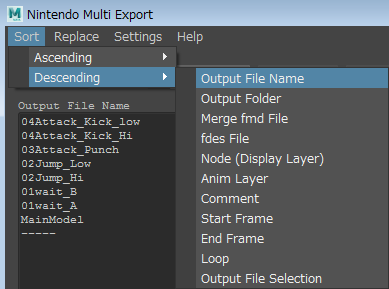 Nintendo Multi Export
Sort Replace Settings Help
Ascending
Descending
Output File Name
Output Folder
Merge fmd File
fdes File
Node (Display Layer)
Anim Layer
Comment
Start Frame
End Frame
Loop
Output File Selection
Output File Name
04Attack_Kick_low
04Attack_Kick_Hi
03Attack_Punch
02Jump_Low
02Jump_Hi
01wait_B
01wait_A
MainModel
-----